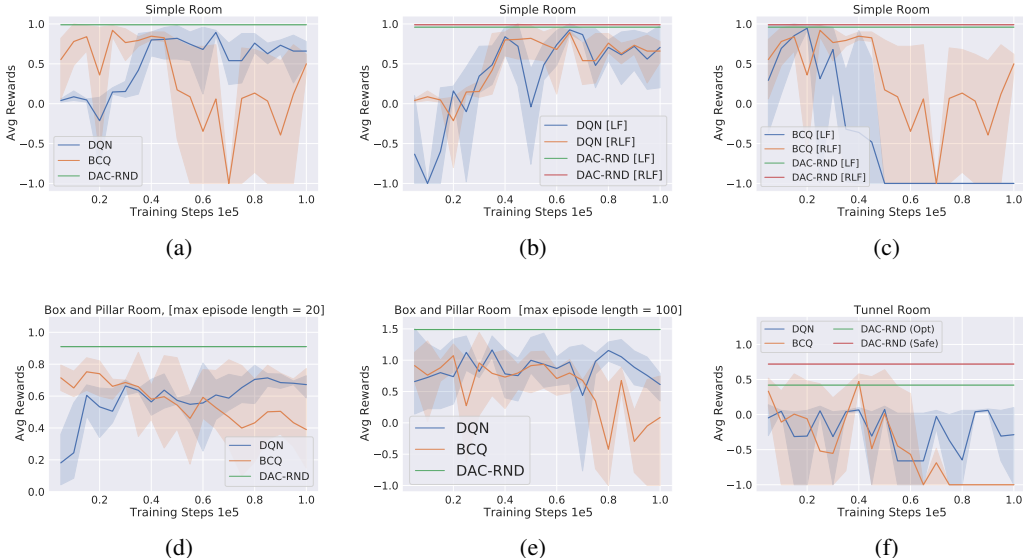 Simple Room
Avg Rewards
1.0
0.5
0.0
−0.5
−1.0
DQN
BCQ
DAC-RND
0.2 0.4 0.6 0.8 1.0
Training Steps 1e5
(a)
Simple Room
Avg Rewards
1.0
0.5
0.0
−0.5
−1.0
DQN [LF]
DQN [RLF]
DAC-RND [LF]
DAC-RND [RLF]
0.2 0.4 0.6 0.8 1.0
Training Steps 1e5
(b)
Simple Room
Avg Rewards
1.0
0.5
0.0
−0.5
−1.0
BCQ [LF]
BCQ [RLF]
DAC-RND [LF]
DAC-RND [RLF]
0.2 0.4 0.6 0.8 1.0
Training Steps 1e5
(c)
Box and Pillar Room, [max episode length = 20]
Avg Rewards
1.0
0.8
0.6
0.4
0.2
0.0
DQN
BCQ
DAC-RND
0.2 0.4 0.6 0.8 1.0
Training Steps 1e5
(d)
Box and Pillar Room [max episode length = 100]
Avg Rewards
1.5
1.0
0.5
0.0
−0.5
−1.0
DQN
BCQ
DAC-RND
0.2 0.4 0.6 0.8 1.0
Training Steps 1e5
(e)
Tunnel Room
Avg Rewards
DQN DAC-RND (Opt)
BCQ DAC-RND (Safe)
1.0
0.5
0.0
−0.5
−1.0
0.2 0.4 0.6 0.8 1.0
Training Steps 1e5
(f)